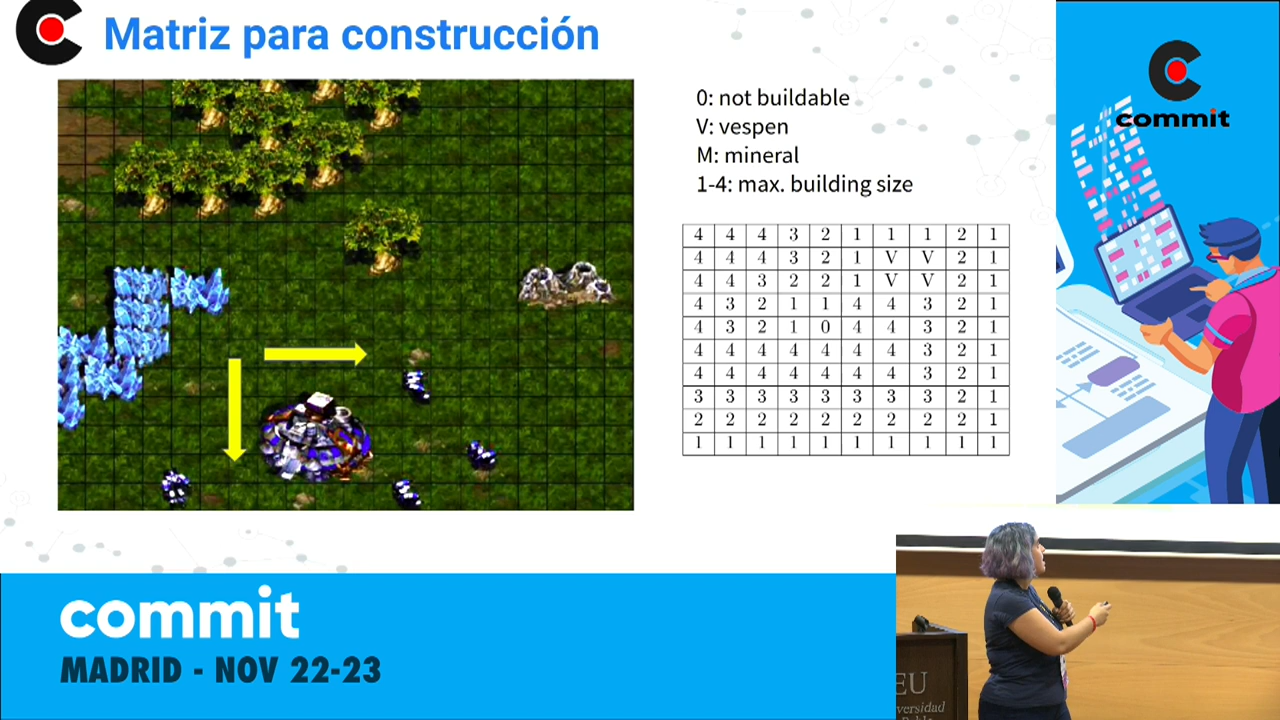 Matriz para construcción
0: not buildable
V: vespen
M: mineral
1-4: max. building size
4 4 4 3 2 1 1 1 2 1
4 4 4 3 2 1 V V 2 1
4 4 3 2 2 1 V V 2 1
4 3 2 1 1 4 4 3 2 1
4 3 2 1 0 4 4 3 2 1
4 4 4 4 4 4 4 3 2 1
4 4 4 4 4 4 4 3 2 1
3 3 3 3 3 3 3 3 2 1
2 2 2 2 2 2 2 2 2 1
1 1 1 1 1 1 1 1 1 1
commit
commit
MADRID - NOV 22-23
EU
versidad